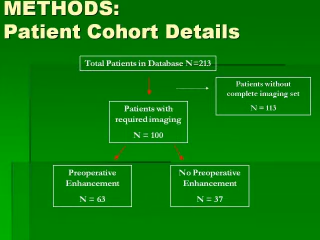 METHODS:
Patient Cohort Details
Total Patients in Database N=213
Patients without
complete imaging set
N = 113
Patients with
required imaging
N = 100
Preoperative
Enhancement
N = 63
No Preoperative
Enhancement
N = 37